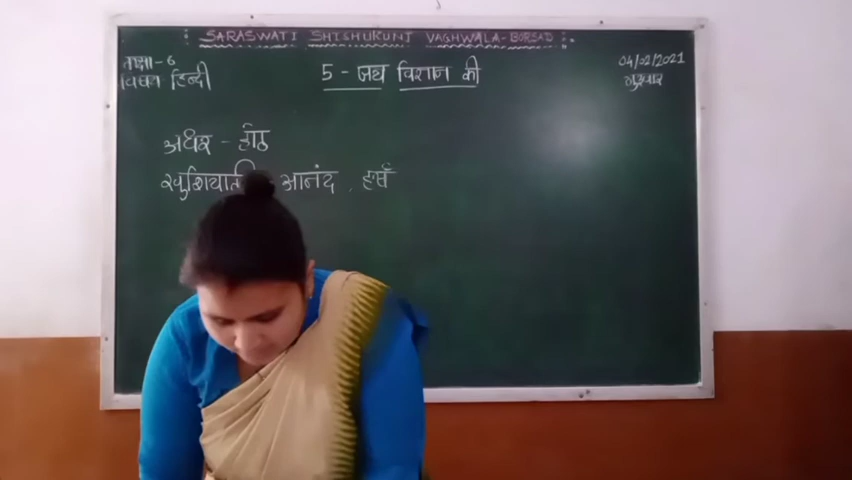 SARASWATI SHISHUKUNJ VAGHWALA-BORSAD
कक्षा-6
विषय हिन्दी
5 - जय विज्ञान की
04/02/2021
गुरुवार
अधर - होंठ
खुशियाली आनंद, हर्ष